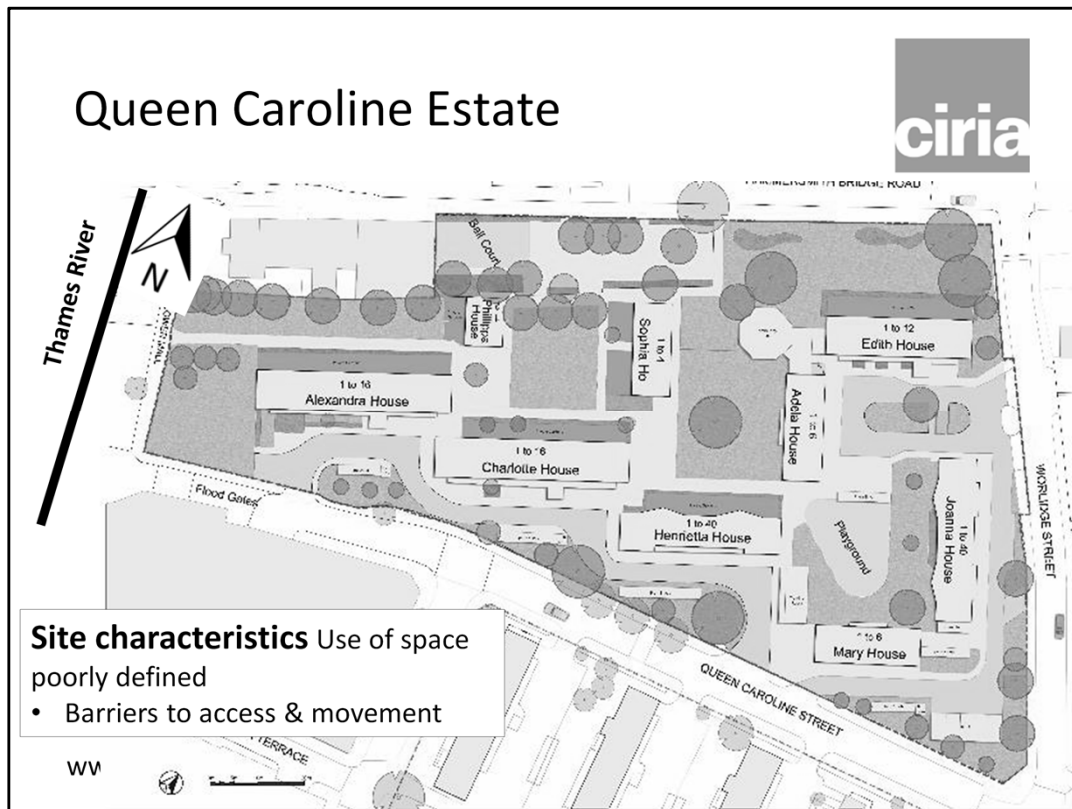 Queen Caroline Estate
ciria
Thames River
N
Ball Court
Phillips
House
1 to 4
Sophia Ho
1 to 12
Edith House
1 to 16
Alexandra House
1 to 6
Adela House
1 to 16
Charlotte House
Flood Gates
1 to 40
Henrietta House
Playground
1 to 40
Joanna House
WORLIDGE STREET
1 to 6
Mary House
QUEEN CAROLINE STREET
Site characteristics Use of space
poorly defined
• Barriers to access & movement
TERRACE